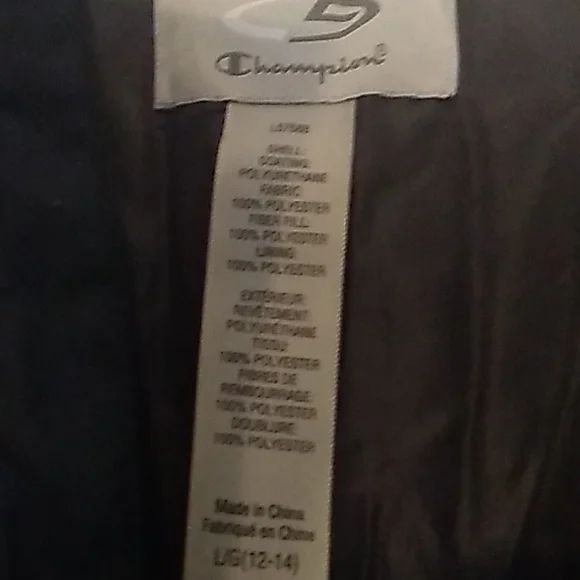 Champion
SHELL:
COATING:
POLYURETHANE
FABRIC:
100% POLYESTER
FIBER FILL:
100% POLYESTER
LINING:
100% POLYESTER
EXTÉRIEUR:
REVÊTEMENT:
POLYURÉTHANE
TISSU:
100% POLYESTER
FIBRES DE
REMBOURRAGE:
100% POLYESTER
DOUBLURE:
100% POLYESTER
Made in China
Fabriqué en Chine
L/G(12-14)